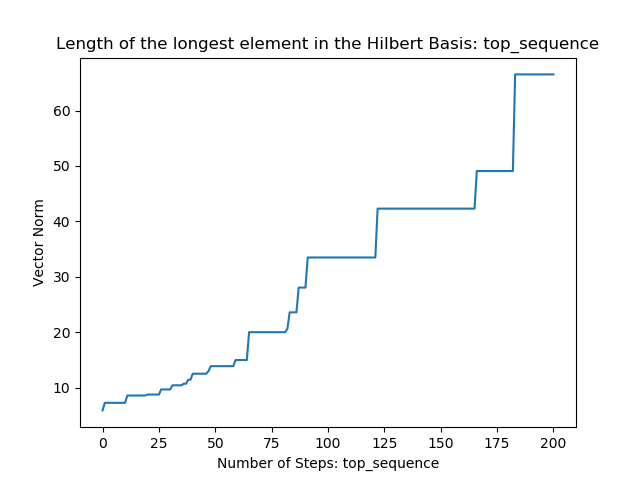 Length of the longest element in the Hilbert Basis: top_sequence
Vector Norm
60
50
40
30
20
10
0 25 50 75 100 125 150 175 200
Number of Steps: top_sequence